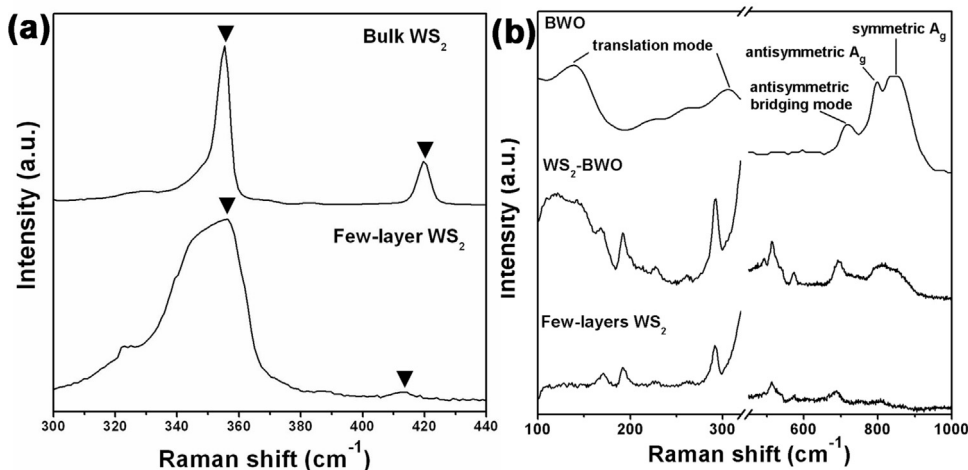 (a)
Bulk WS₂
Few-layer WS₂
Intensity (a.u.)
300 320 340 360 380 400 420 440
Raman shift (cm⁻¹)
(b)
BWO
translation mode
symmetric Ag
antisymmetric Ag
antisymmetric
bridging mode
WS₂-BWO
Few-layers WS₂
Intensity (a.u.)
100 200 300 600 800 1000
Raman shift (cm⁻¹)